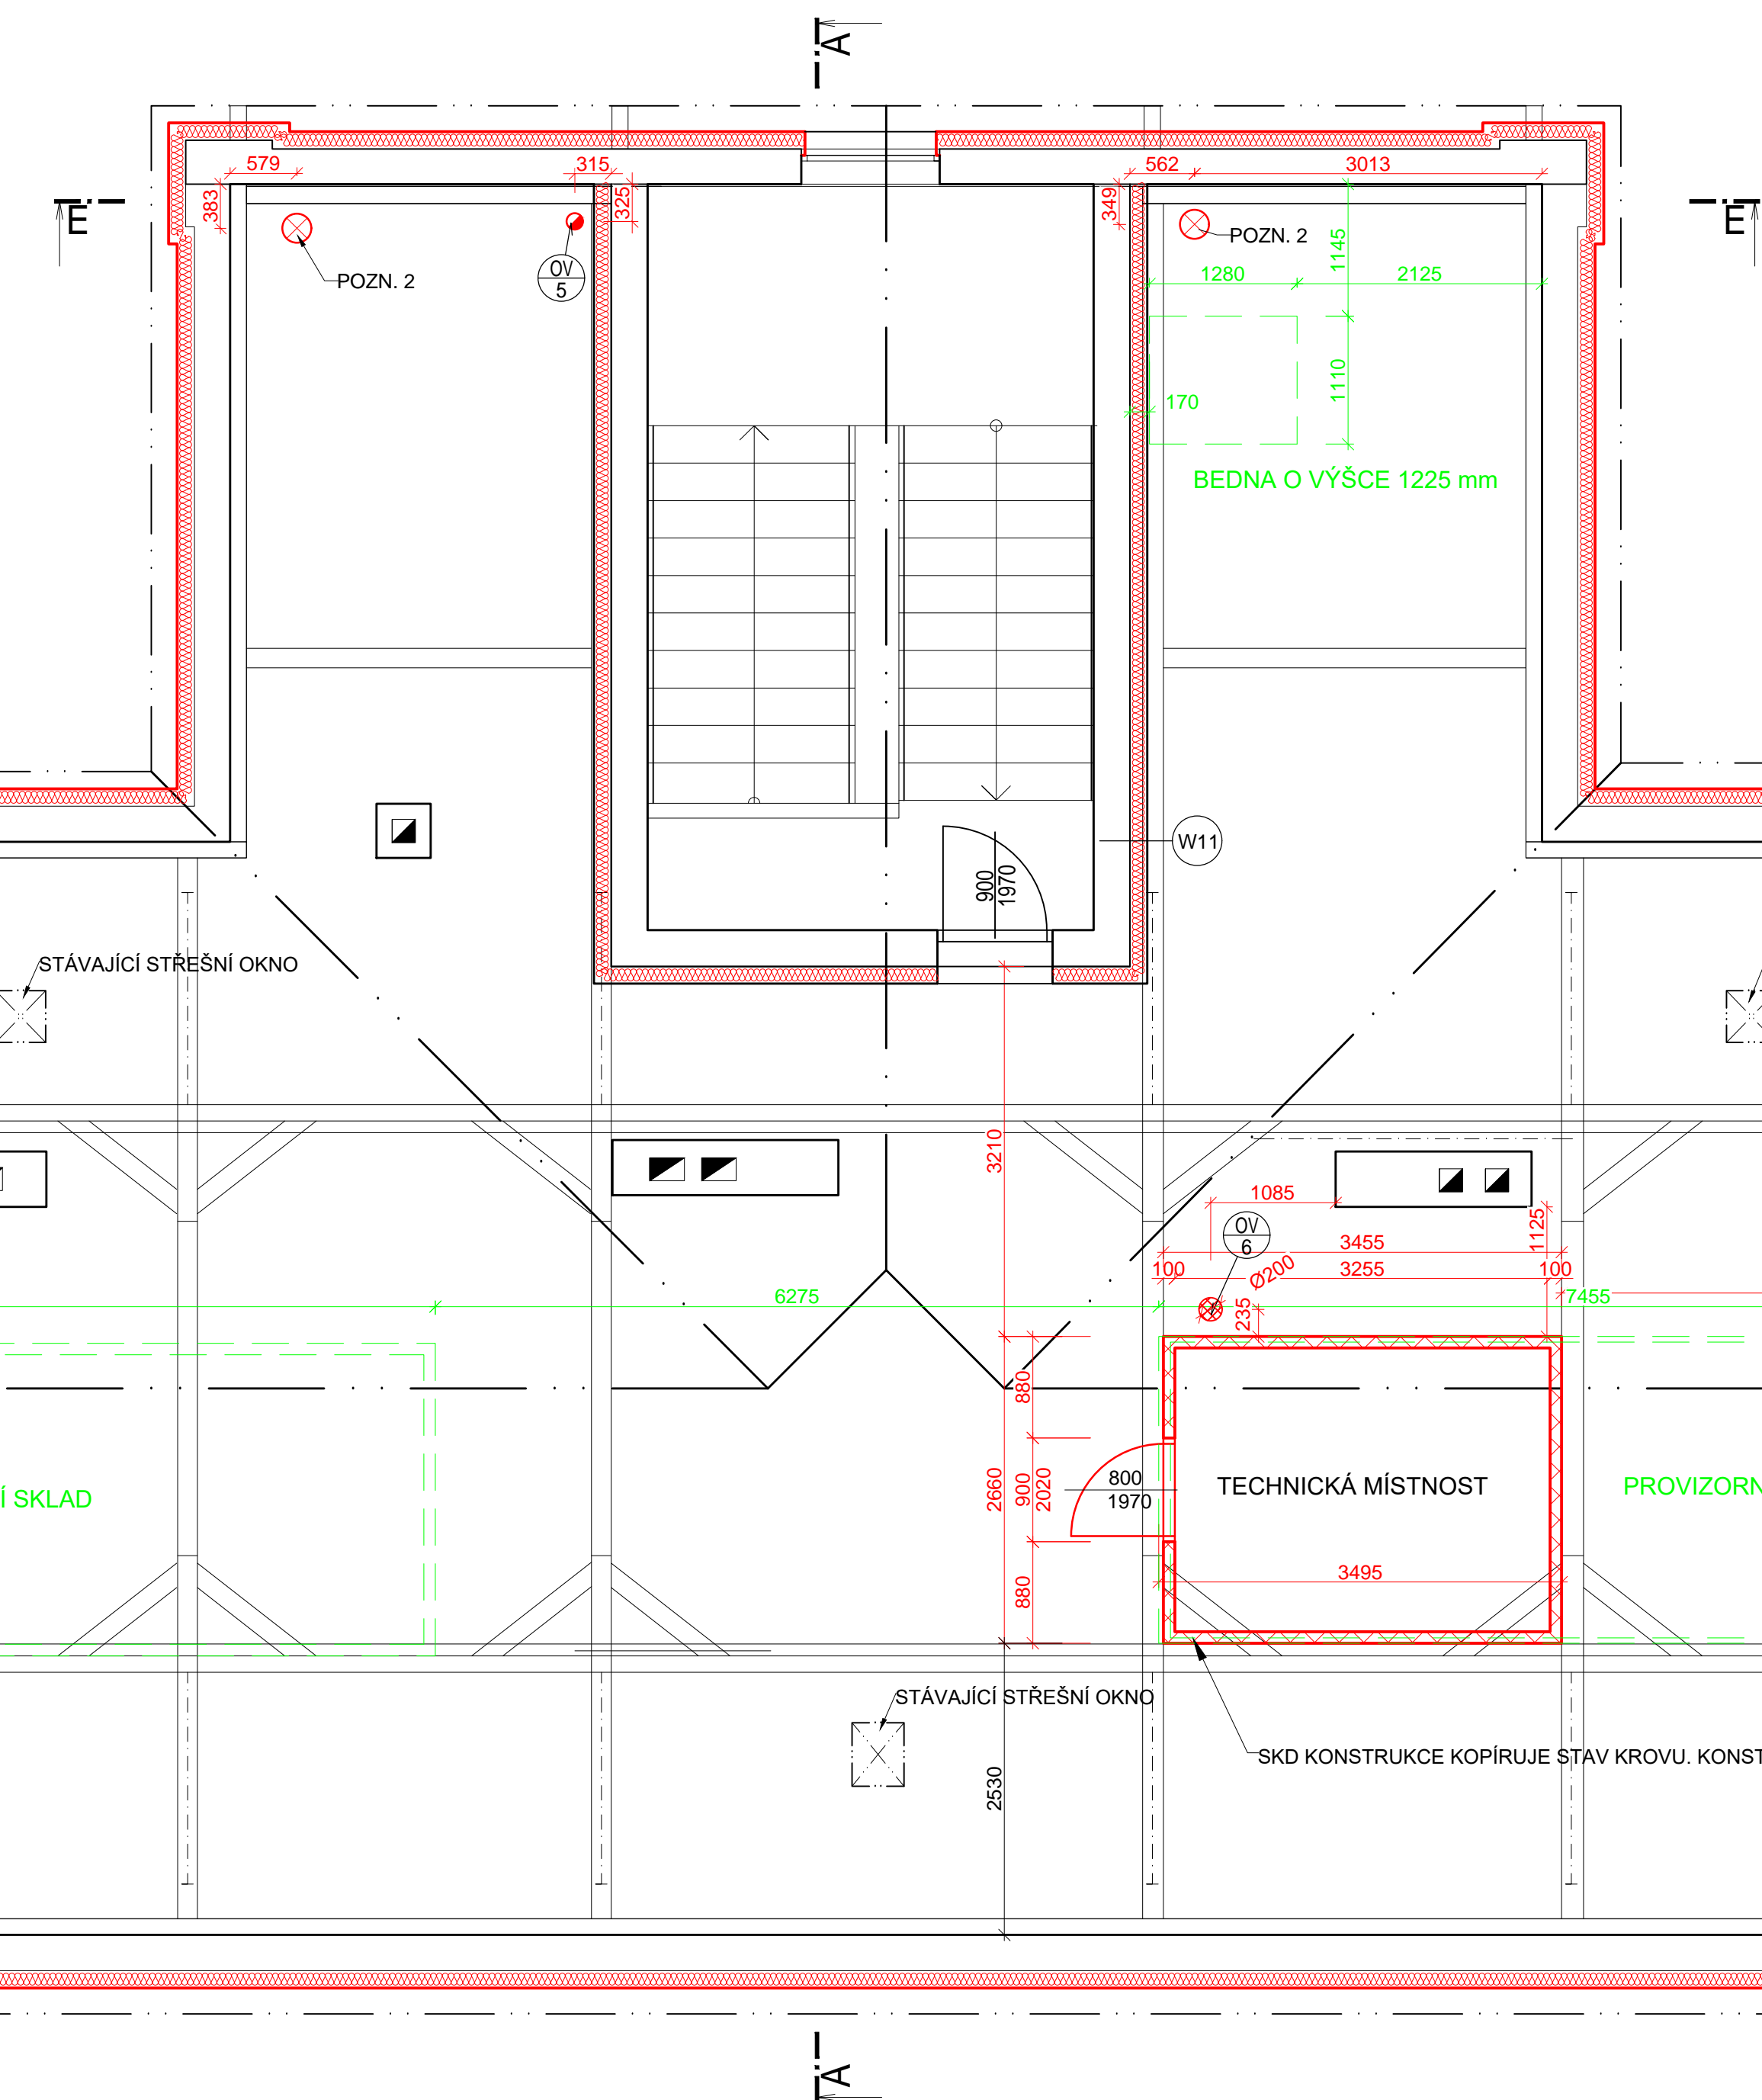 A
579
315
562
3013
383
325
349
E
E
POZN. 2
OV
5
POZN. 2
1145
1280
2125
1110
170
BEDNA O VÝŠCE 1225 mm
W11
900
1970
STÁVAJÍCÍ STŘEŠNÍ OKNO
3210
1085
OV
6
1125
3455
100
Ø200
3255
100
6275
235
7455
880
2660
900
2020
800
1970
TECHNICKÁ MÍSTNOST
Í SKLAD
PROVIZORN
3495
880
STÁVAJÍCÍ STŘEŠNÍ OKNO
SKD KONSTRUKCE KOPÍRUJE STAV KROVU. KONST
2530
A